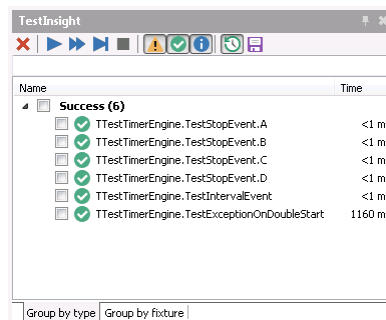 TestInsight
Name Time
Success (6)
TTestTimerEngine.TestStopEvent.A <1 m
TTestTimerEngine.TestStopEvent.B <1 m
TTestTimerEngine.TestStopEvent.C <1 m
TTestTimerEngine.TestStopEvent.D <1 m
TTestTimerEngine.TestIntervalEvent <1 m
TTestTimerEngine.TestExceptionOnDoubleStart 1160 m
Group by type Group by fixture